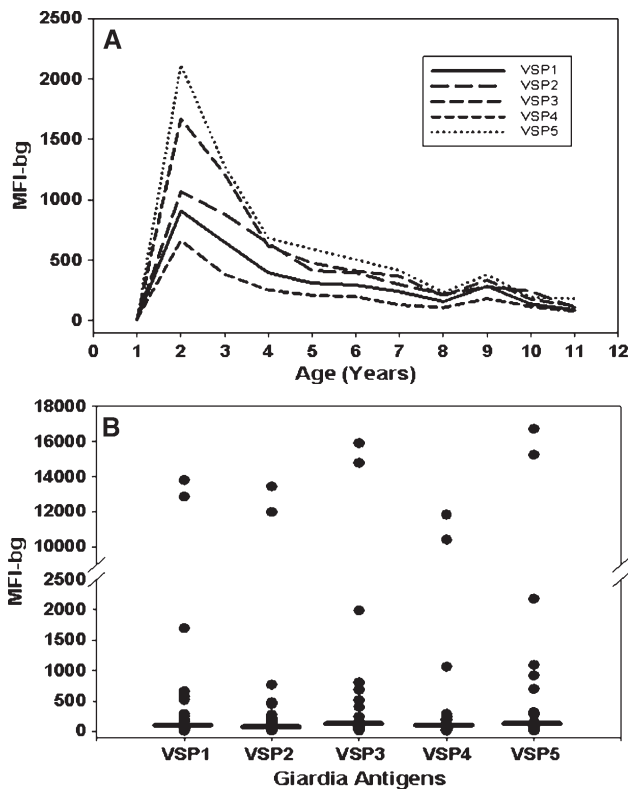 A
2500
2000
1500
1000
500
0
MFI-bg
VSP1
VSP2
VSP3
VSP4
VSP5
0 1 2 3 4 5 6 7 8 9 10 11 12
Age (Years)
B
18000
16000
14000
12000
10000
2500
2000
1500
1000
500
0
MFI-bg
VSP1 VSP2 VSP3 VSP4 VSP5
Giardia Antigens